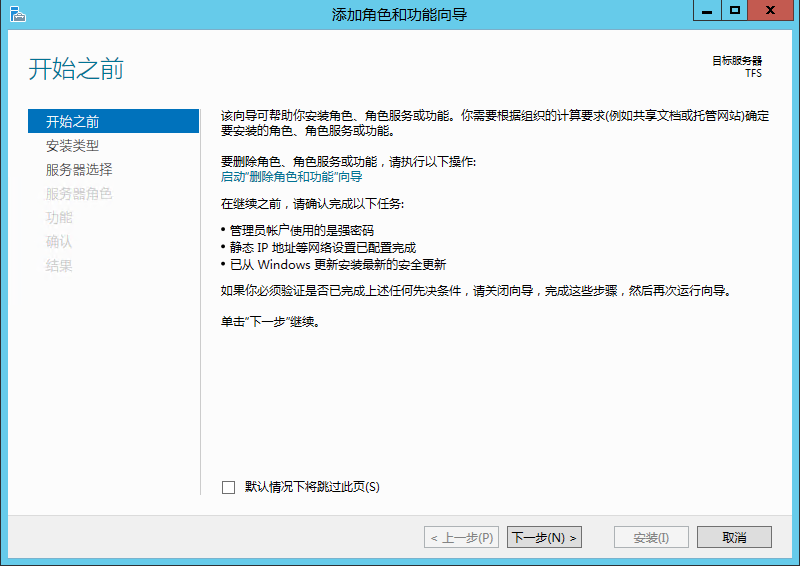 添加角色和功能向导
开始之前
目标服务器
TFS
开始之前
安装类型
服务器选择
服务器角色
功能
确认
结果
该向导可帮助你安装角色、角色服务或功能。你需要根据组织的计算要求(例如共享文档或托管网站)确定
要安装的角色、角色服务或功能。
要删除角色、角色服务或功能，请执行以下操作:
启动"删除角色和功能"向导
在继续之前，请确认完成以下任务:
• 管理员帐户使用的是强密码
• 静态 IP 地址等网络设置已配置完成
• 已从 Windows 更新安装最新的安全更新
如果你必须验证是否已完成上述任何先决条件，请关闭向导，完成这些步骤，然后再次运行向导。
单击"下一步"继续。
默认情况下将跳过此页(S)
< 上一步(P)
下一步(N) >
安装(I)
取消